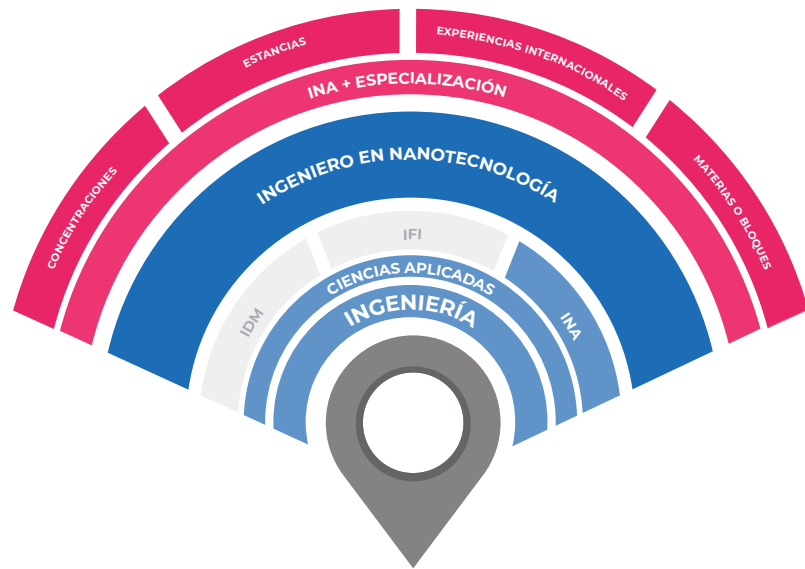 CONCENTRACIONES
ESTANCIAS
EXPERIENCIAS INTERNACIONALES
MATERIAS O BLOQUES
INA + ESPECIALIZACIÓN
INGENIERO EN NANOTECNOLOGÍA
IDM
IFI
INA
CIENCIAS APLICADAS
INGENIERÍA